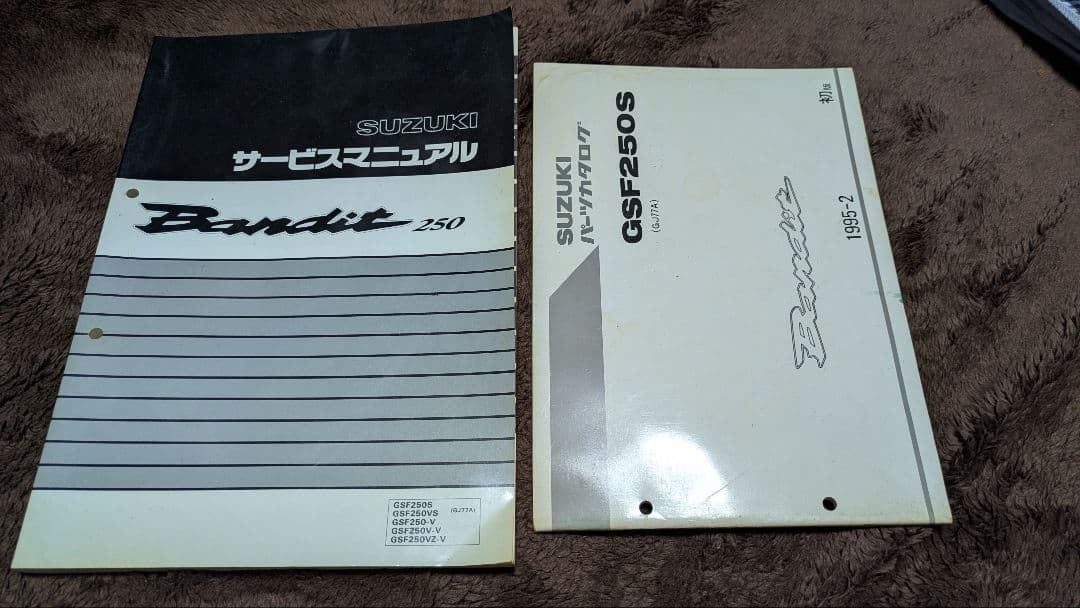 SUZUKI
サービスマニュアル
Bandit 250
GSF250S
GSF250VS
GSF250-V
GSF250V-V
GSF250VZ-V
(GJ77A)
SUZUKI
パーツカタログ
GSF250S
(GJ77A)
Bandit
初版
1995-2